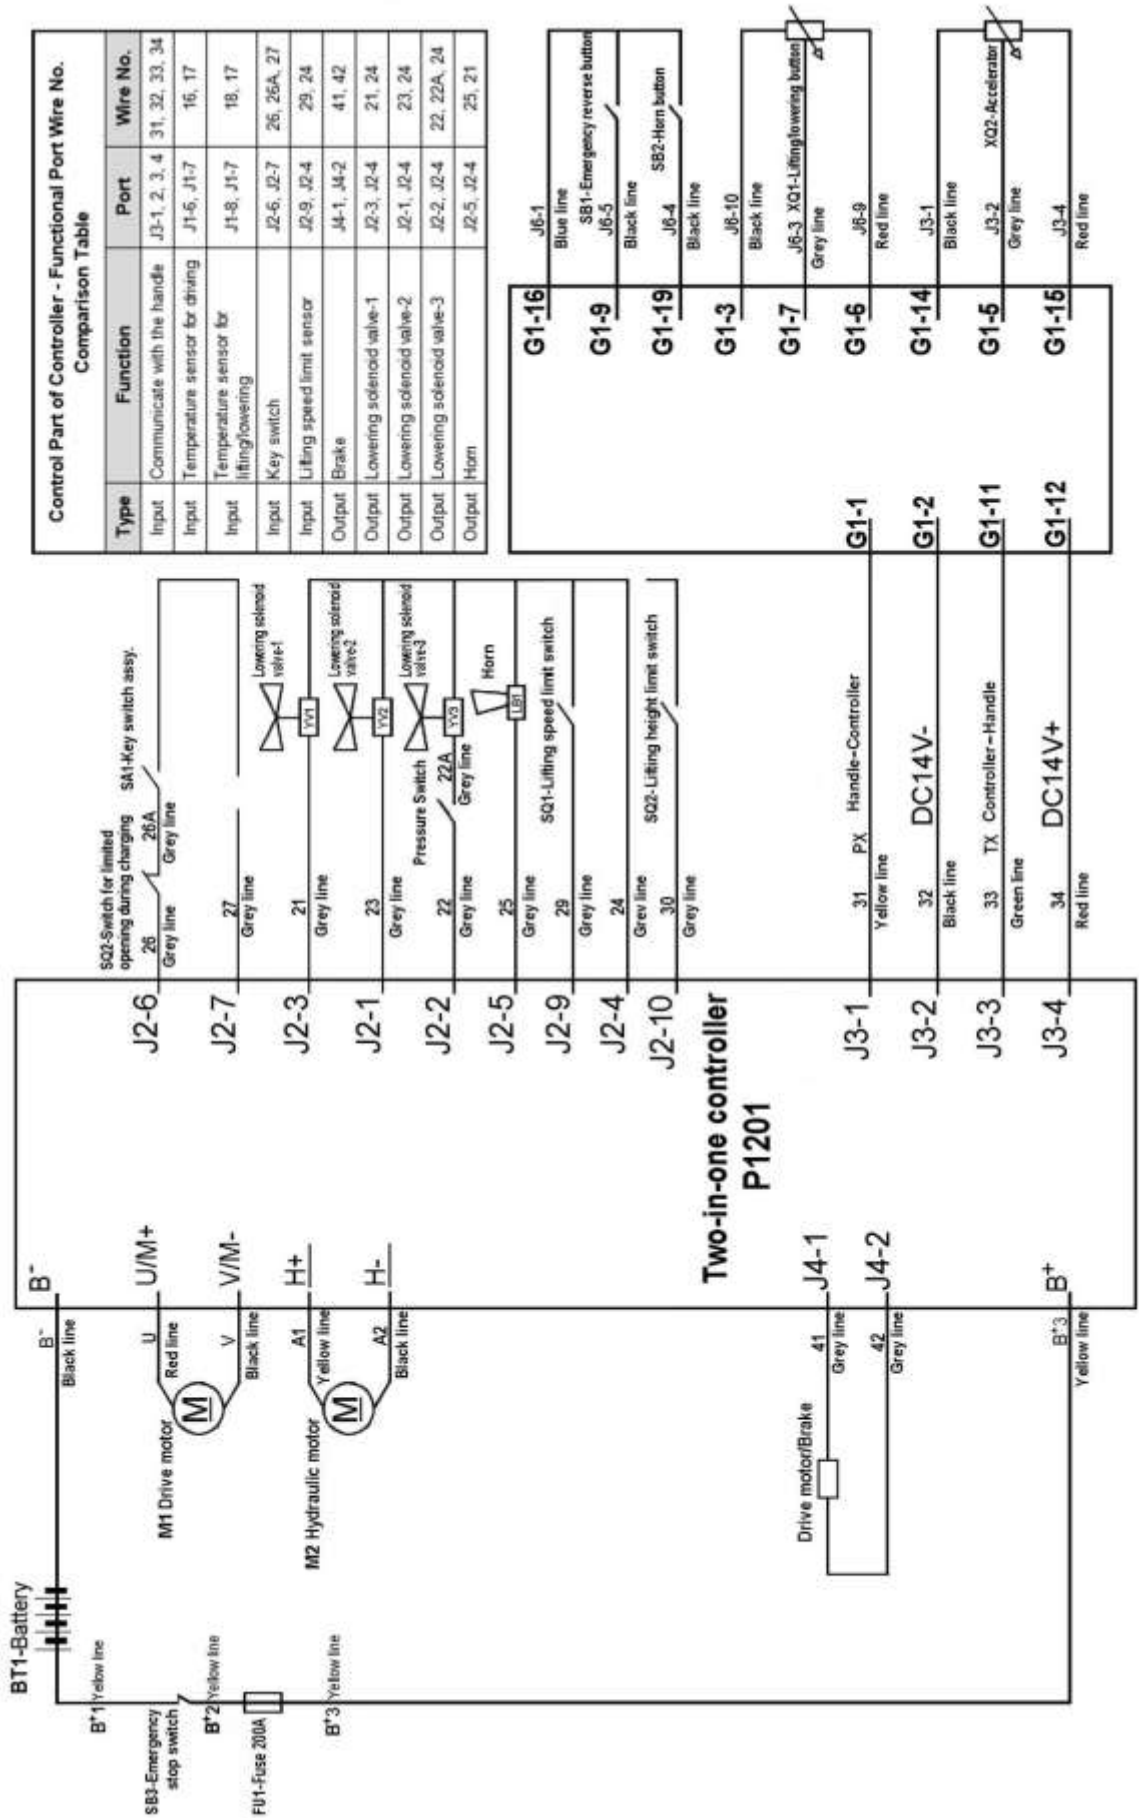 BT1-Battery
B⁺1 Yellow line
SB3-Emergency
stop switch
B⁺2 Yellow line
FU1-Fuse 200A
B⁺3 Yellow line
B⁻
Black line
M1 Drive motor
M
U
Red line
V
Black line
M2 Hydraulic motor
M
A1
Yellow line
A2
Black line
Drive motor/Brake
41
Grey line
42
Grey line
B⁺3
Yellow line
B⁻
U/M+
V/M-
H+
H-
J4-1
J4-2
B⁺
Two-in-one controller
P1201
J2-6
J2-7
J2-3
J2-1
J2-2
J2-5
J2-9
J2-4
J2-10
J3-1
J3-2
J3-3
J3-4
SQ2-Switch for limited
opening during charging
26
Grey line
26A
Grey line
SA1-Key switch assy.
27
Grey line
21
Grey line
YV1
Lowering solenoid
valve-1
23
Grey line
YV2
Lowering solenoid
valve-2
22
Grey line
Pressure Switch
22A
Grey line
YV3
Lowering solenoid
valve-3
25
Grey line
LB1
Horn
29
Grey line
SQ1-Lifting speed limit switch
24
Grev line
30
Grey line
SQ2-Lifting height limit switch
31 PX Handle-Controller
Yellow line
32 DC14V-
Black line
33 TX Controller-Handle
Green line
34 DC14V+
Red line
G1-1
G1-2
G1-11
G1-12
G1-16
G1-9
G1-19
G1-3
G1-7
G1-6
G1-14
G1-5
G1-15
J6-1
Blue line
SB1-Emergency reverse button
J6-5
Black line
SB2-Horn button
J6-4
Black line
J6-10
Black line
J6-3 XQ1-Lifting/lowering button
Grey line
J6-9
Red line
J3-1
Black line
J3-2 XQ2-Accelerator
Grey line
J3-4
Red line
Control Part of Controller - Functional Port Wire No.
Comparison Table
Type Function Port Wire No.
Input Communicate with the handle J3-1, 2, 3, 4 31, 32, 33, 34
Input Temperature sensor for driving J1-6, J1-7 16, 17
Input Temperature sensor for
lifting/lowering J1-8, J1-7 18, 17
Input Key switch J2-6, J2-7 26, 26A, 27
Input Lifting speed limit sensor J2-9, J2-4 29, 24
Output Brake J4-1, J4-2 41, 42
Output Lowering solenoid valve-1 J2-3, J2-4 21, 24
Output Lowering solenoid valve-2 J2-1, J2-4 23, 24
Output Lowering solenoid valve-3 J2-2, J2-4 22, 22A, 24
Output Horn J2-5, J2-4 25, 21